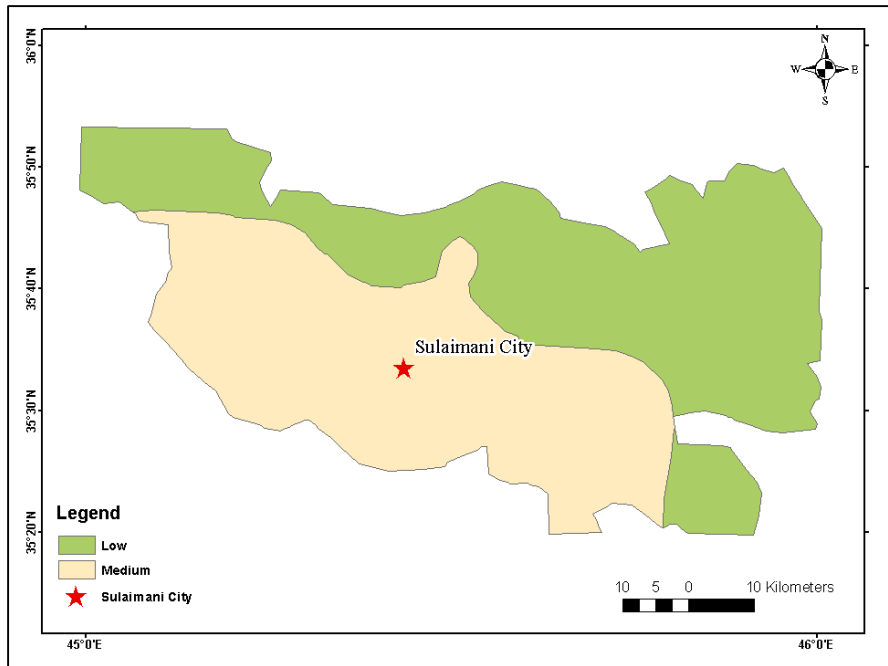 36°0'N
N
W E
S
35°50'N
35°40'N
Sulaimani City
35°30'N
Legend
Low
Medium
Sulaimani City
35°20'N
10 5 0 10 Kilometers
45°0'E 46°0'E